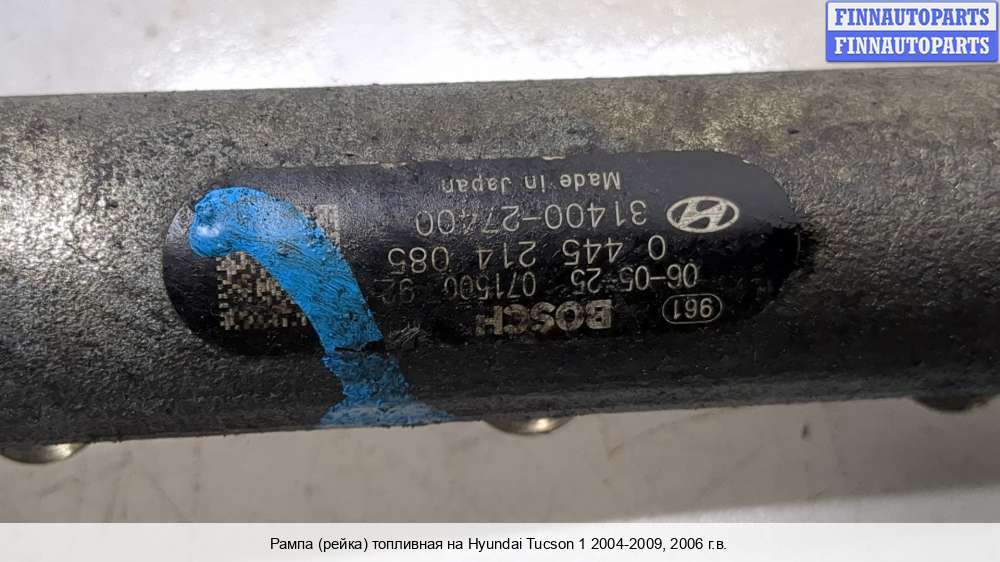 FINNAUTOPARTS
FINNAUTOPARTS
961
BOSCH
06-05-25 071500 92
0 445 214 085
31400-27400
Made in Japan
Рампа (рейка) топливная на Hyundai Tucson 1 2004-2009, 2006 г.в.